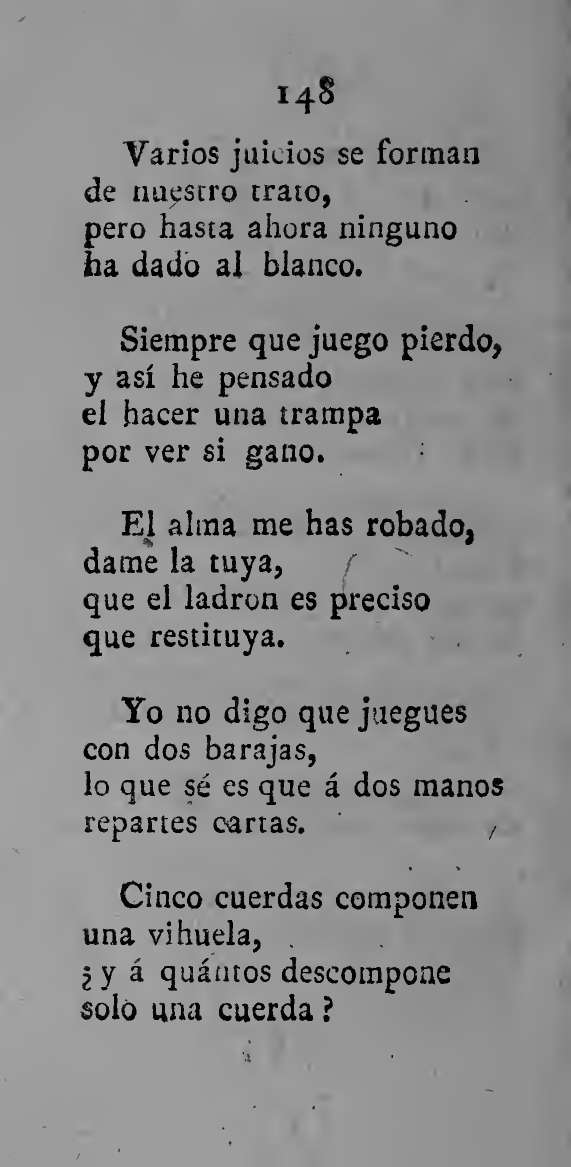 148
Varios juicios se forman
de nuestro trato,
pero hasta ahora ninguno
ha dado al blanco.
Siempre que juego pierdo,
y así he pensado
el hacer una trampa
por ver si gano.
El alma me has robado,
dame la tuya,
que el ladron es preciso
que restituya.
Yo no digo que juegues
con dos barajas,
lo que sé es que á dos manos
repartes cartas.
Cinco cuerdas componen
una vihuela,
¿y á quántos descompone
solo una cuerda?